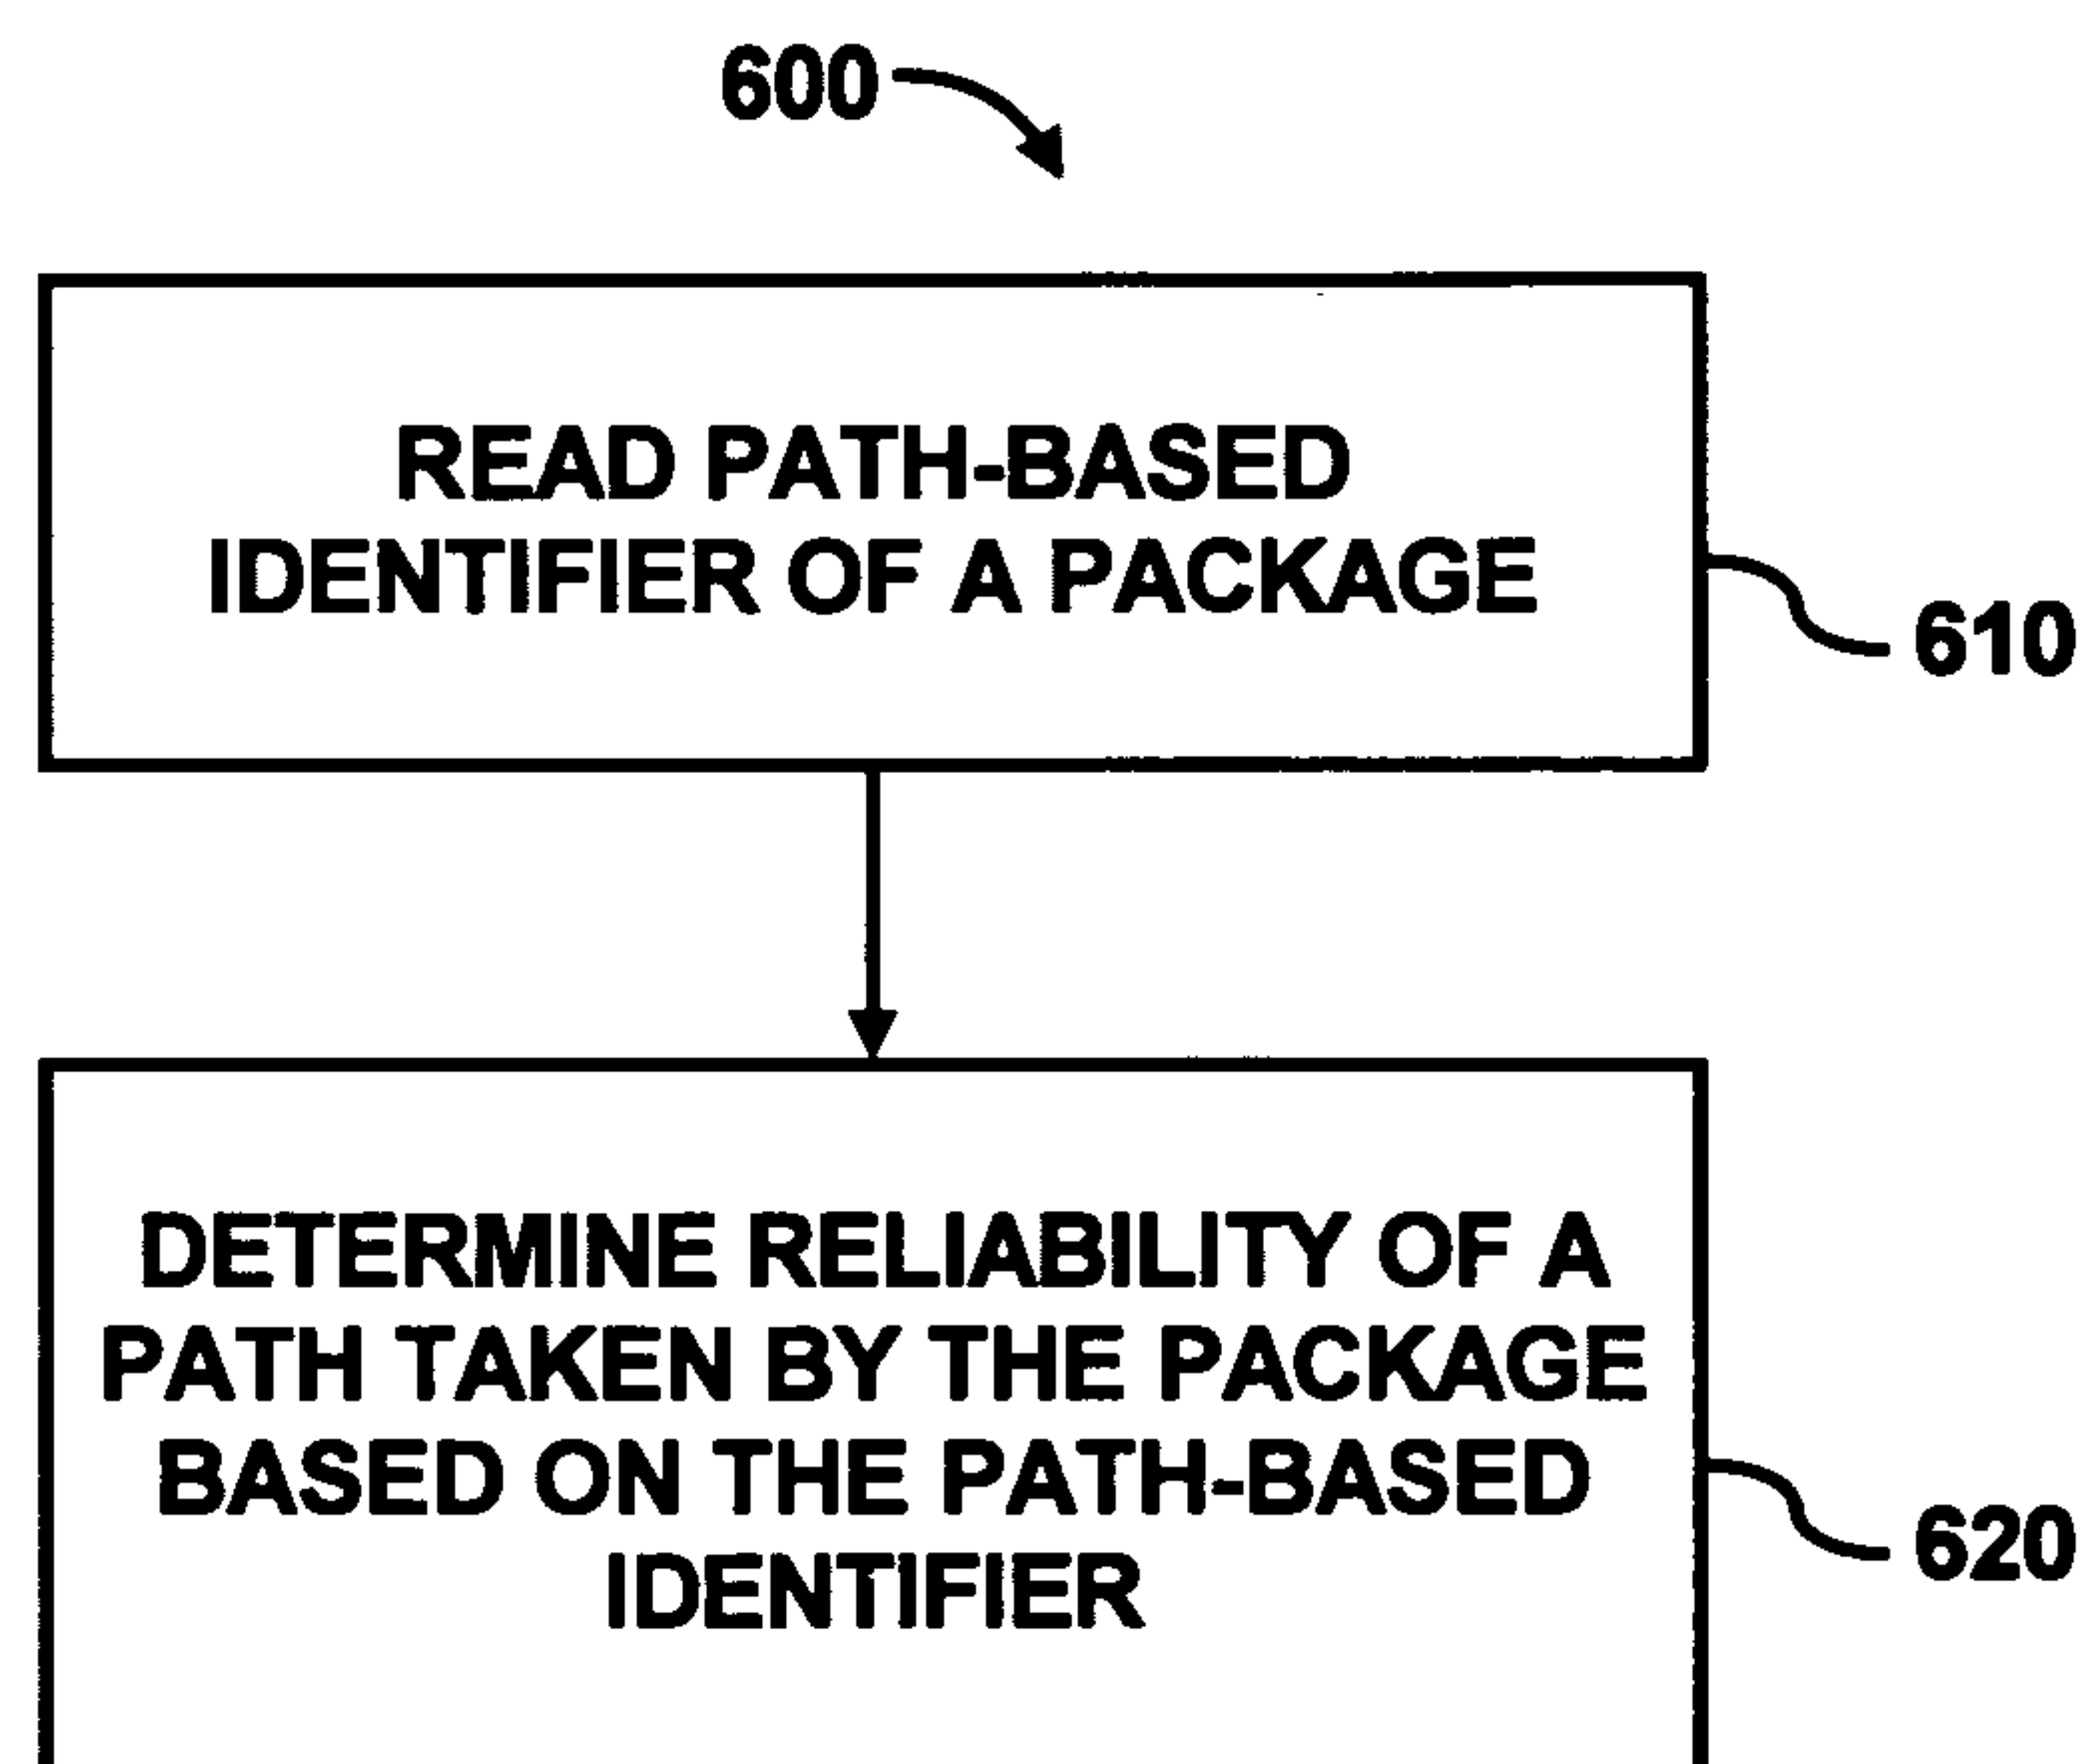 600
READ PATH-BASED
IDENTIFIER OF A PACKAGE
610
DETERMINE RELIABILITY OF A
PATH TAKEN BY THE PACKAGE
BASED ON THE PATH-BASED
IDENTIFIER
620